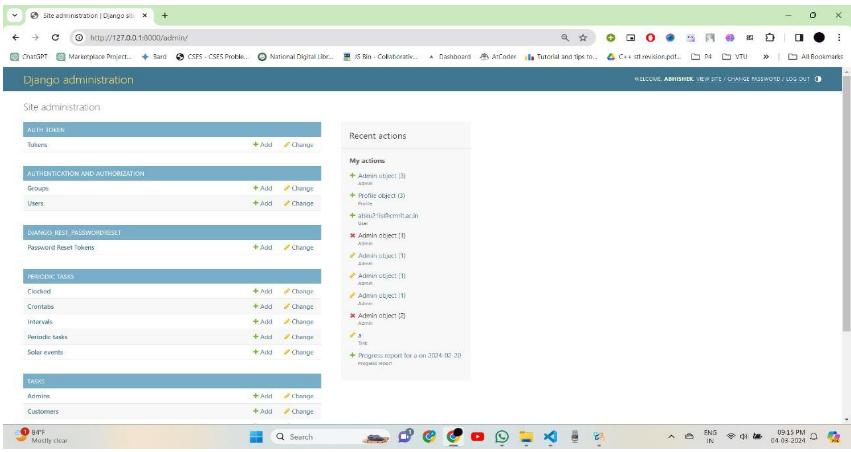 Site administration | Django sit
http://127.0.0.1:8000/admin/
ChatGPT Marketplace Project... Bard CSES - CSES Proble... National Digital Libr... JS Bin - Collaborativ... Dashboard AtCoder Tutorial and tips to... C++ stl revision.pdf... P4 VTU » All Bookmarks
Django administration
WELCOME, ABHISHEK. VIEW SITE / CHANGE PASSWORD / LOG OUT
Site administration
AUTH TOKEN
Tokens + Add Change
AUTHENTICATION AND AUTHORIZATION
Groups + Add Change
Users + Add Change
DJANGO_REST_PASSWORDRESET
Password Reset Tokens + Add Change
PERIODIC TASKS
Clocked + Add Change
Crontabs + Add Change
Intervals + Add Change
Periodic tasks + Add Change
Solar events + Add Change
TASKS
Admins + Add Change
Customers + Add Change
Recent actions
My actions
+ Admin object (3)
Admin
+ Profile object (3)
Profile
+
User
Admin object (1)
Admin
Admin object (1)
Admin
Admin object (1)
Admin
Admin object (1)
Admin
Admin object (2)
Admin
a
Task
+ Progress report for a on 2024-02-20
Progress report
1
84°F
Mostly clear
Search
ENG
IN
09:15 PM
04-03-2024